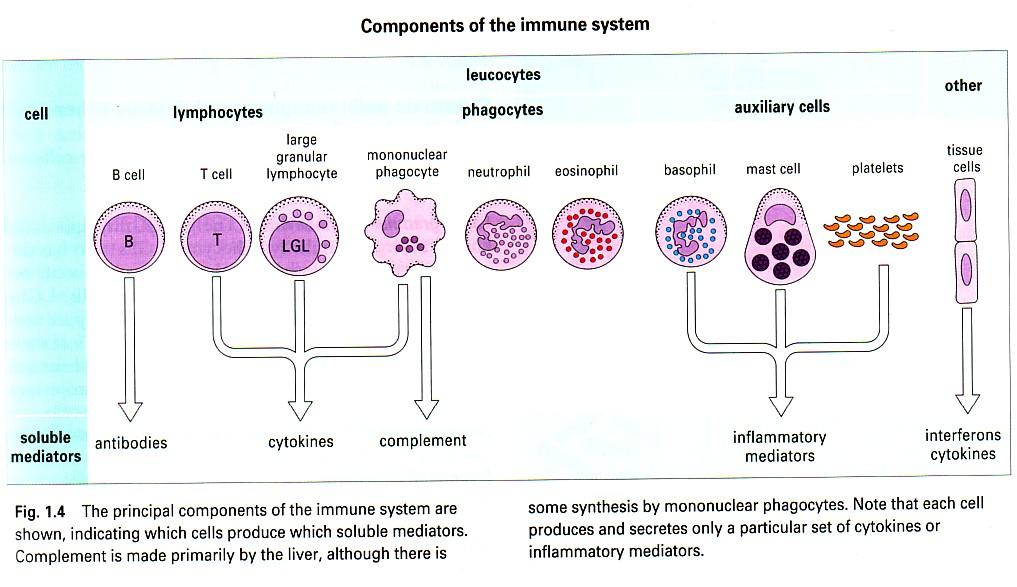 Components of the immune system
leucocytes
other
cell
lymphocytes
phagocytes
auxiliary cells
B cell
T cell
large
granular
lymphocyte
mononuclear
phagocyte
neutrophil
eosinophil
basophil
mast cell
platelets
tissue
cells
B
T
LGL
soluble
mediators
antibodies
cytokines
complement
inflammatory
mediators
interferons
cytokines
Fig. 1.4 The principal components of the immune system are
shown, indicating which cells produce which soluble mediators.
Complement is made primarily by the liver, although there is
some synthesis by mononuclear phagocytes. Note that each cell
produces and secretes only a particular set of cytokines or
inflammatory mediators.